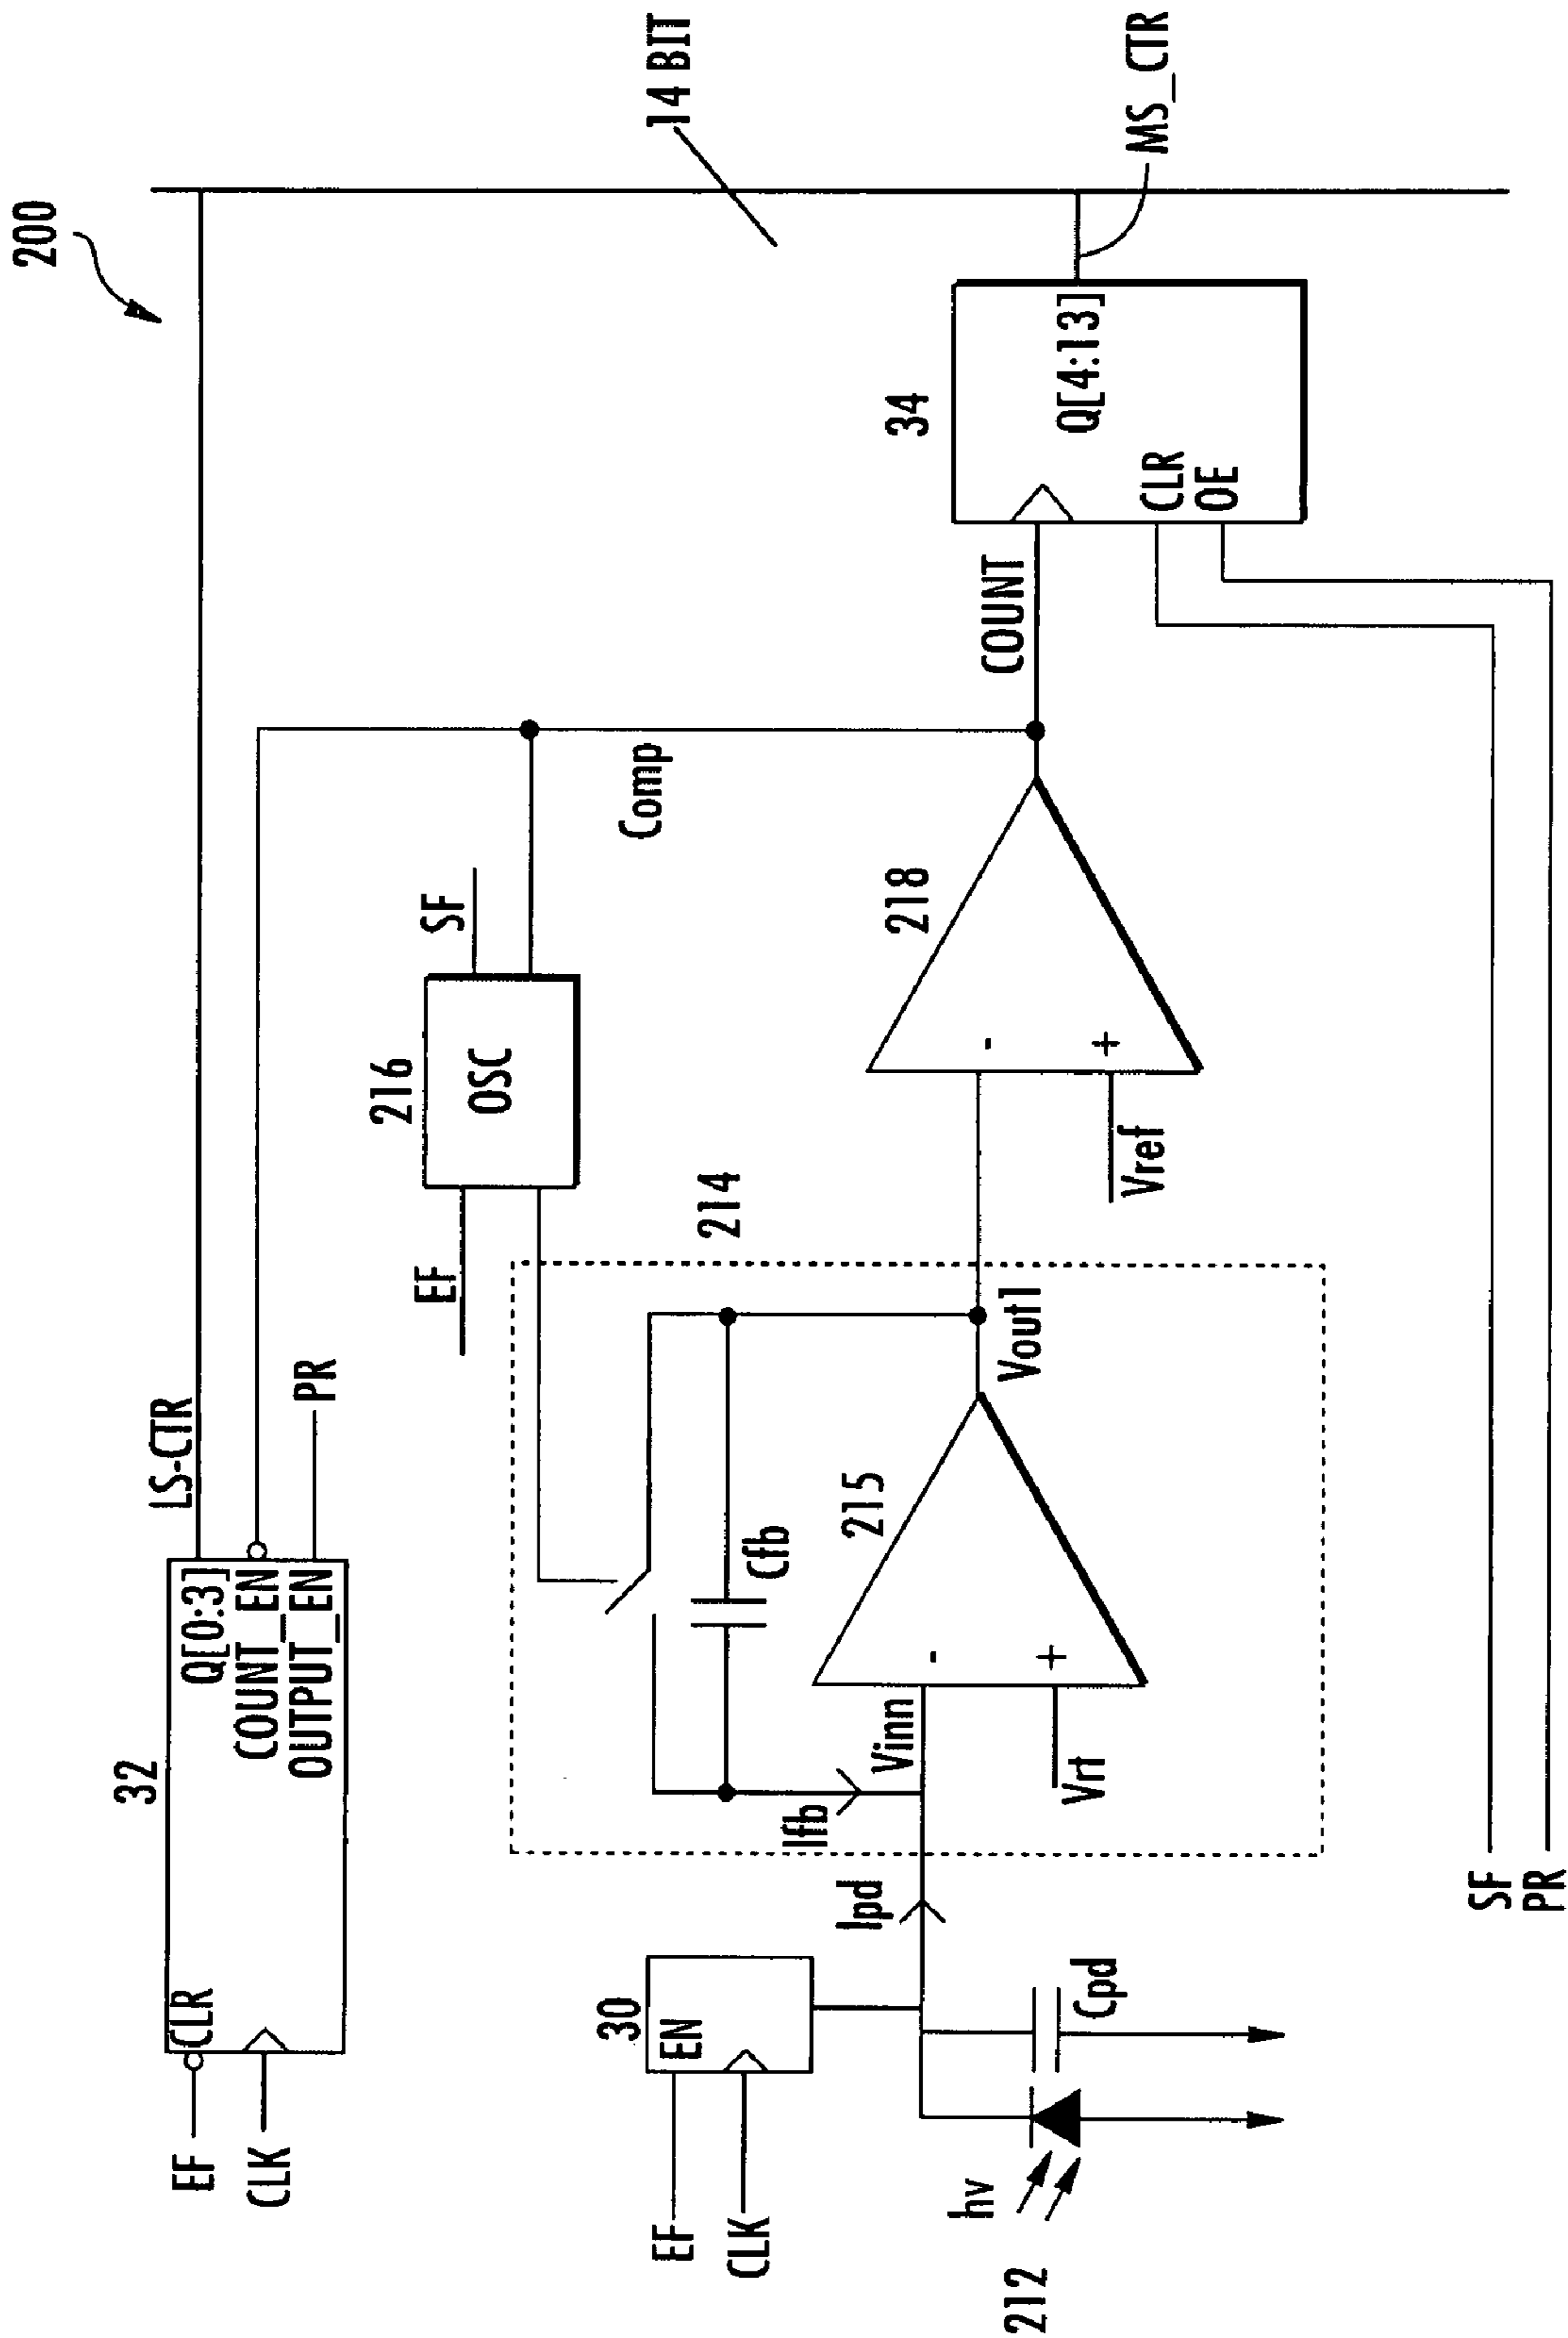 200
32
EF
CLK
CLR
Q[0:3]
COUNT_EN
OUTPUT_EN
LS-CTR
PR
EF
216
OSC
SF
Comp
14 BIT
30
EF
CLK
EN
214
Cfb
Ifb
Ipd
Vinn
215
-
+
Vrt
Vout1
218
-
+
Vref
COUNT
34
Q[4:13]
CLR
OE
MS_CTR
212
hv
Cpd
SF
PR